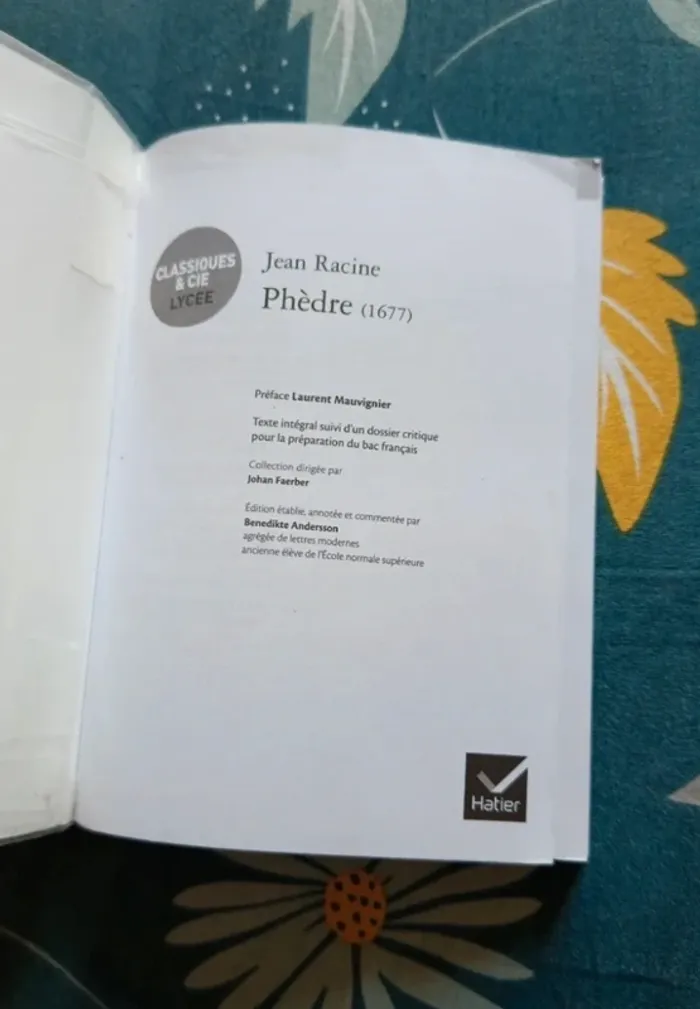 CLASSIQUES
& CIE
LYCÉE
Jean Racine
Phèdre (1677)
Préface Laurent Mauvignier
Texte intégral suivi d'un dossier critique
pour la préparation du bac français
Collection dirigée par
Johan Faerber
Édition établie, annotée et commentée par
Benedikte Andersson
agrégée de lettres modernes
ancienne élève de l'École normale supérieure
Hatier